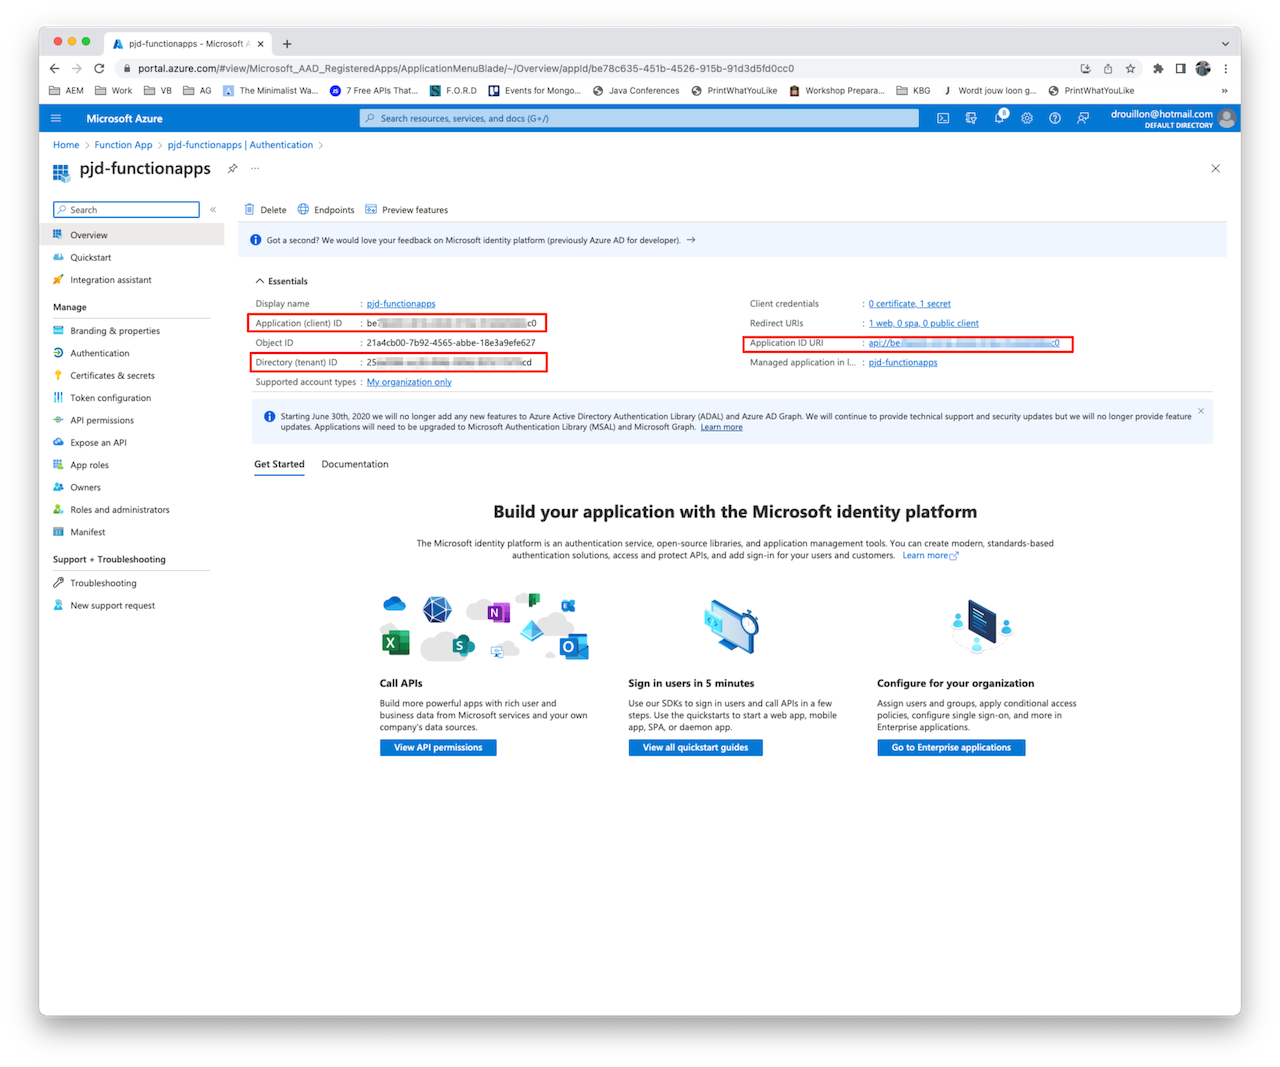 pjd-functionapps - Microsoft A
portal.azure.com/#view/Microsoft_AAD_RegisteredApps/ApplicationMenuBlade/~/Overview/appId/be78c635-451b-4526-915b-91d3d5fd0cc0
AEM Work VB AG The Minimalist Wa... 7 Free APIs That... F.O.R.D Events for Mongo... Java Conferences PrintWhatYouLike Workshop Prepara... KBG Wordt jouw loon g... PrintWhatYouLike
Microsoft Azure
Search resources, services, and docs (G+/)
8
drouillon@hotmail.com
DEFAULT DIRECTORY
Home > Function App > pjd-functionapps | Authentication >
pjd-functionapps
Search
Delete Endpoints Preview features
Overview
Quickstart
Integration assistant
Manage
Branding & properties
Authentication
Certificates & secrets
Token configuration
API permissions
Expose an API
App roles
Owners
Roles and administrators
Manifest
Support + Troubleshooting
Troubleshooting
New support request
Got a second? We would love your feedback on Microsoft identity platform (previously Azure AD for developer).
Essentials
Display name : pjd-functionapps
Application (client) ID : be7 c0
Object ID : 21a4cb00-7b92-4565-abbe-18e3a9efe627
Directory (tenant) ID : 25 cd
Supported account types : My organization only
Client credentials : 0 certificate, 1 secret
Redirect URIs : 1 web, 0 spa, 0 public client
Application ID URI : api://be c0
Managed application in l... : pjd-functionapps
Starting June 30th, 2020 we will no longer add any new features to Azure Active Directory Authentication Library (ADAL) and Azure AD Graph. We will continue to provide technical support and security updates but we will no longer provide feature
updates. Applications will need to be upgraded to Microsoft Authentication Library (MSAL) and Microsoft Graph. Learn more
Get Started Documentation
Build your application with the Microsoft identity platform
The Microsoft identity platform is an authentication service, open-source libraries, and application management tools. You can create modern, standards-based
authentication solutions, access and protect APIs, and add sign-in for your users and customers. Learn more
Call APIs
Build more powerful apps with rich user and
business data from Microsoft services and your own
company's data sources.
View API permissions
Sign in users in 5 minutes
Use our SDKs to sign in users and call APIs in a few
steps. Use the quickstarts to start a web app, mobile
app, SPA, or daemon app.
View all quickstart guides
Configure for your organization
Assign users and groups, apply conditional access
policies, configure single sign-on, and more in
Enterprise applications.
Go to Enterprise applications